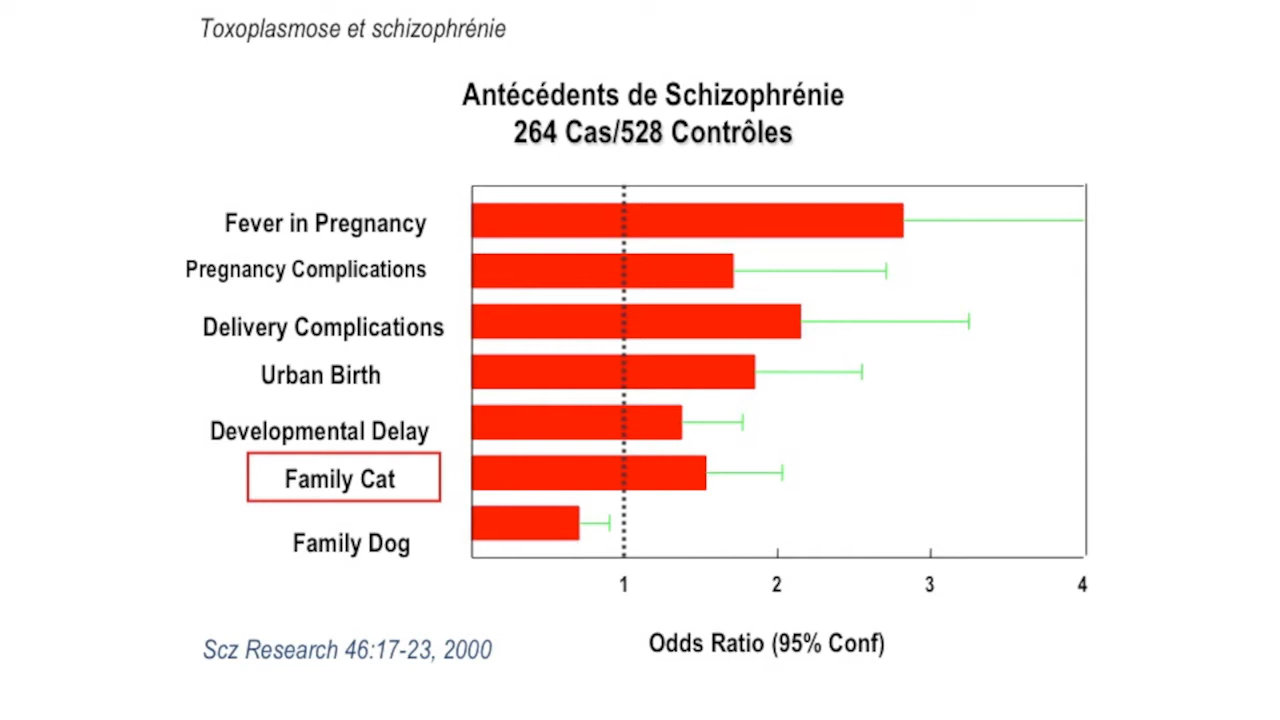 Toxoplasmose et schizophrénie
Antécédents de Schizophrénie
264 Cas/528 Contrôles
Fever in Pregnancy
Pregnancy Complications
Delivery Complications
Urban Birth
Developmental Delay
Family Cat
Family Dog
1 2 3 4
Odds Ratio (95% Conf)
Scz Research 46:17-23, 2000